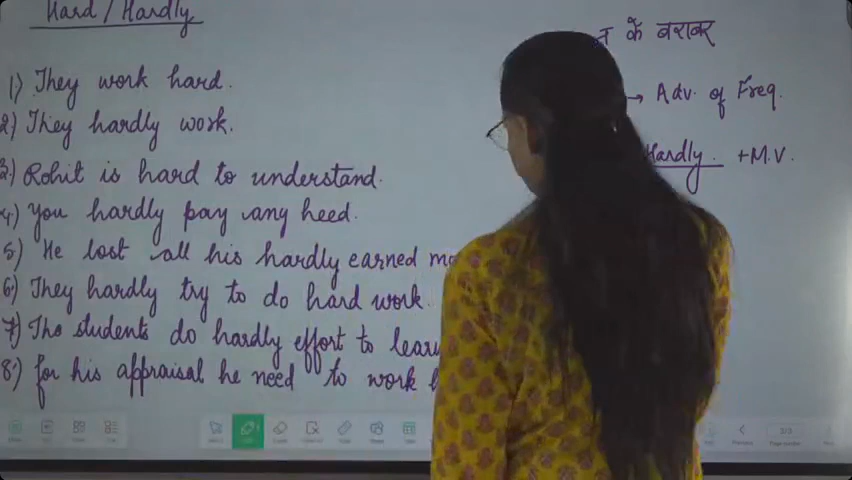 Hard / Hardly
1) They work hard.
2) They hardly work.
3.) Rohit is hard to understand.
4) You hardly pay any heed.
5) He lost all his hardly earned
6) They hardly try to do hard work.
7) The students do hardly effort to
8) for his appraisal he need to work
के बराबर
→ Adv. of Freq.
Hardly + M.V.